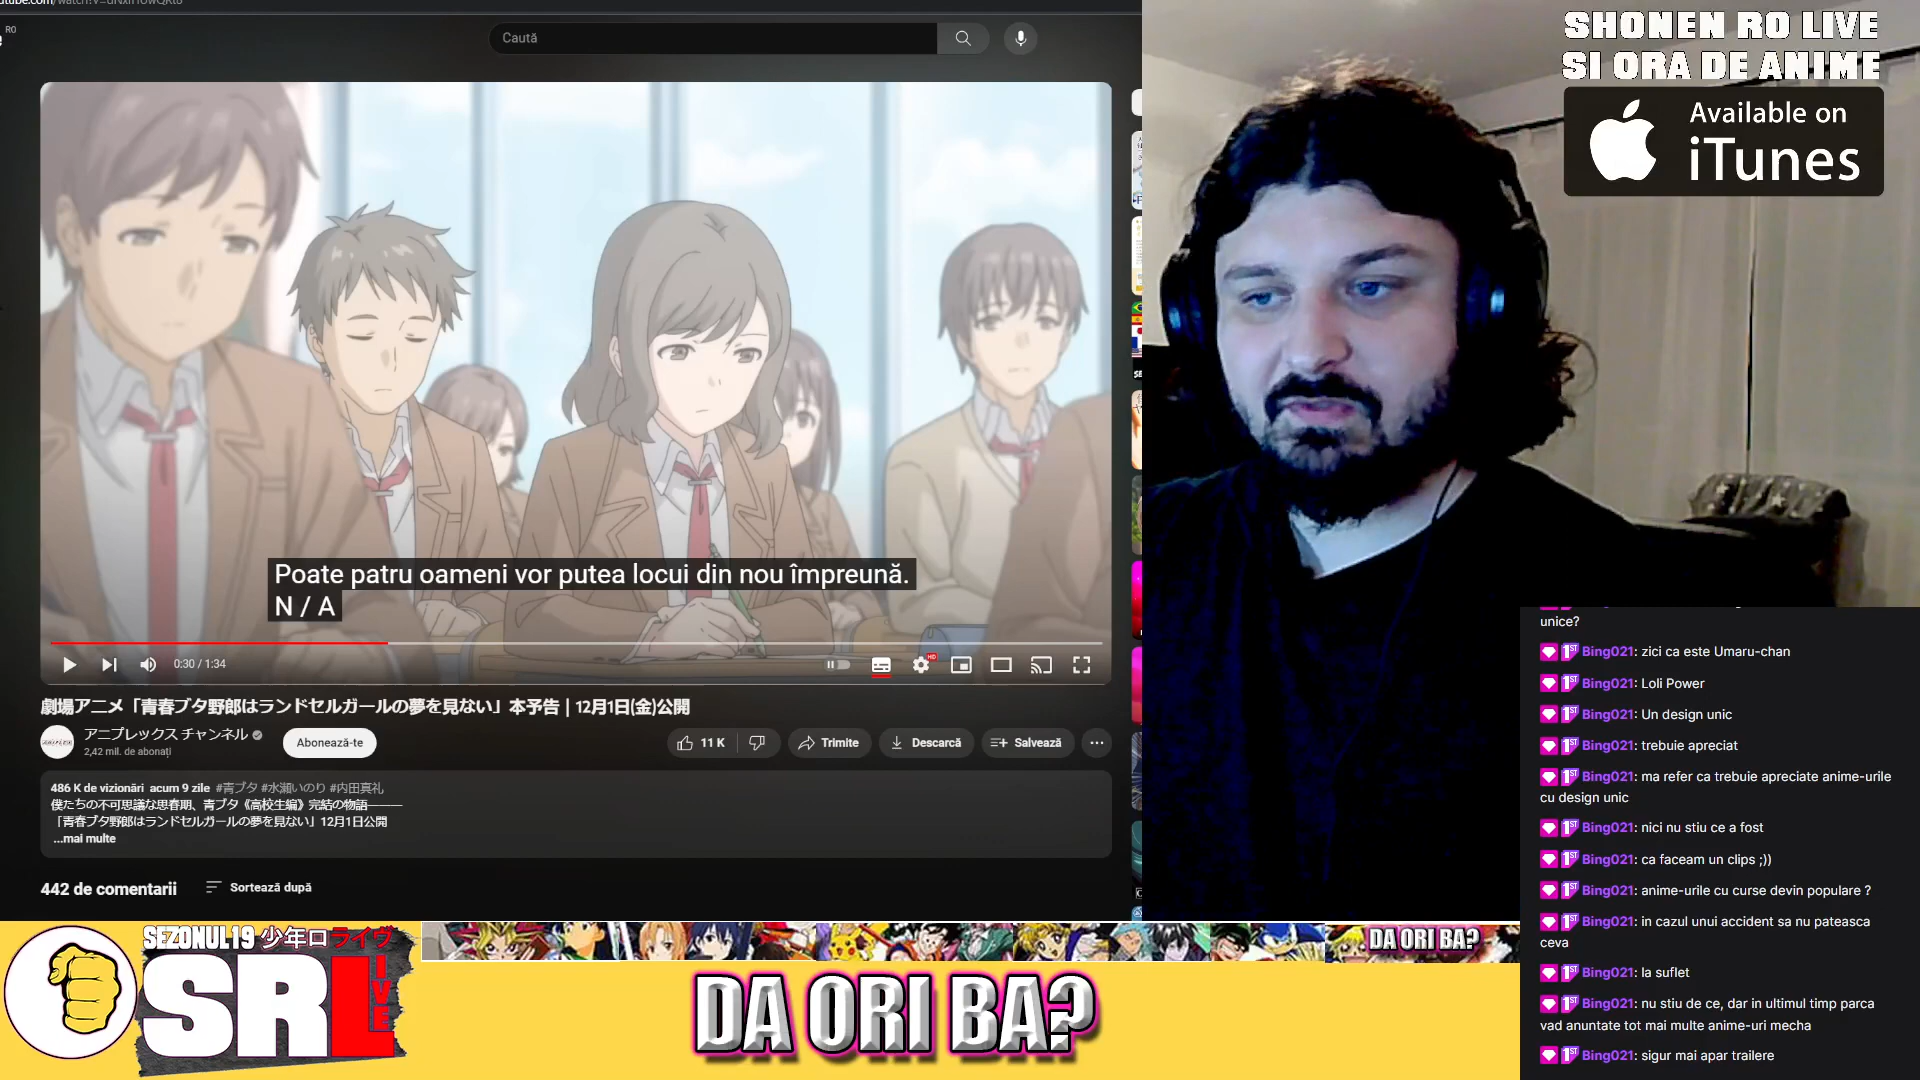 RO
Caută
SHONEN RO LIVE
SI ORA DE ANIME
Available on
iTunes
Poate patru oameni vor putea locui din nou împreună.
N / A
0:30 / 1:34
HD
劇場アニメ「青春ブタ野郎はランドセルガールの夢を見ない」本予告 | 12月1日(金)公開
アニプレックス チャンネル
2,42 mil. de abonați
Abonează-te
11 K
Trimite
Descarcă
Salvează
486 K de vizionări acum 9 zile #青ブタ #水瀬いのり #内田真礼
僕たちの不可思議な思春期、青ブタ《高校生編》完結の物語―――
「青春ブタ野郎はランドセルガールの夢を見ない」12月1日公開
...mai multe
442 de comentarii
Sortează după
unice?
Bing021: zici ca este Umaru-chan
Bing021: Loli Power
Bing021: Un design unic
Bing021: trebuie apreciat
Bing021: ma refer ca trebuie apreciate anime-urile
cu design unic
Bing021: nici nu stiu ce a fost
Bing021: ca faceam un clips ;))
Bing021: anime-urile cu curse devin populare ?
Bing021: in cazul unui accident sa nu pateasca
ceva
Bing021: la suflet
Bing021: nu stiu de ce, dar in ultimul timp parca
vad anuntate tot mai multe anime-uri mecha
Bing021: sigur mai apar trailere
SEZONUL19 少年ロライヴ
SRL
LIVE
DA ORI BA?
DA ORI BA?